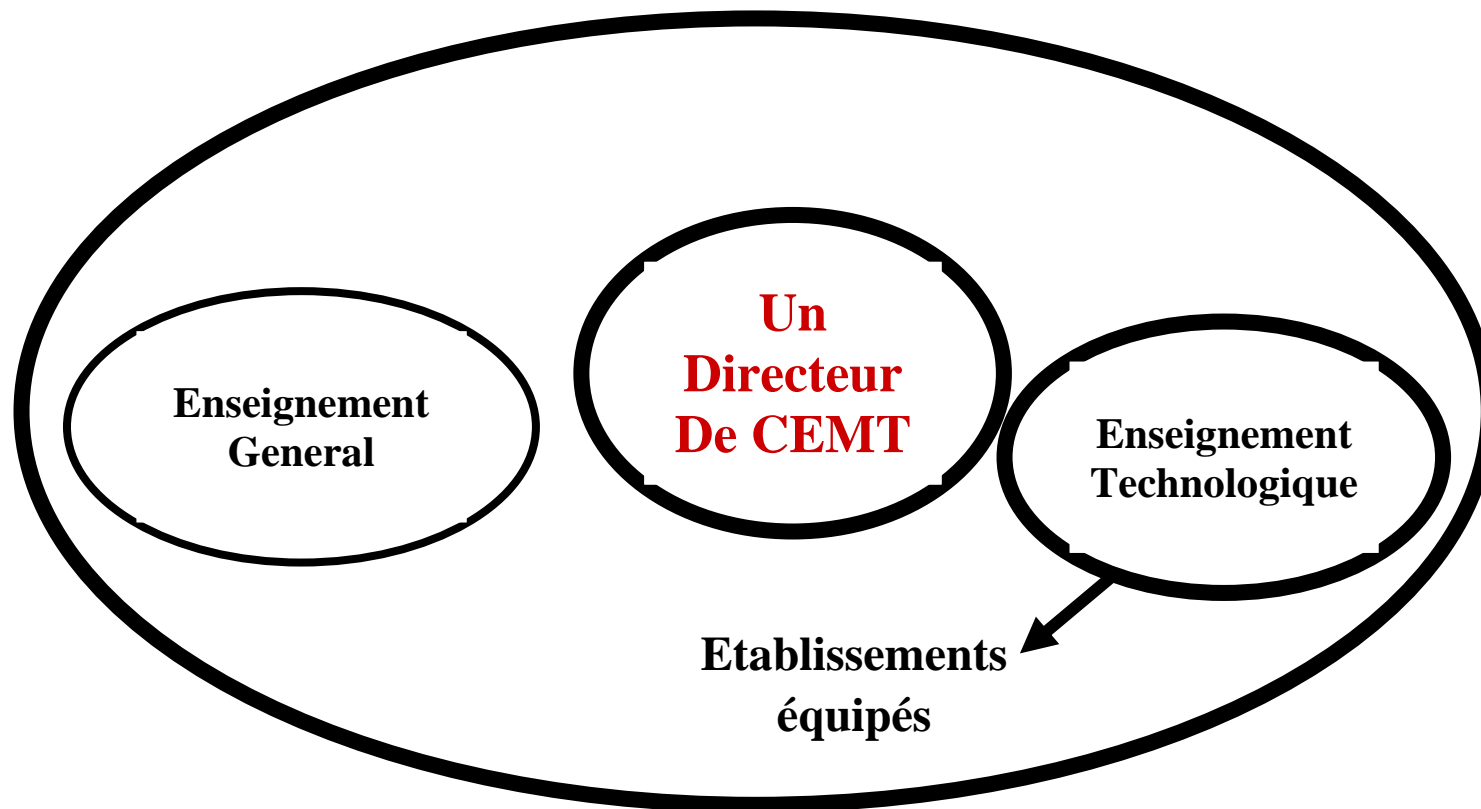 Un
Directeur
De CEMT
Enseignement
General
Enseignement
Technologique
Etablissements
équipés